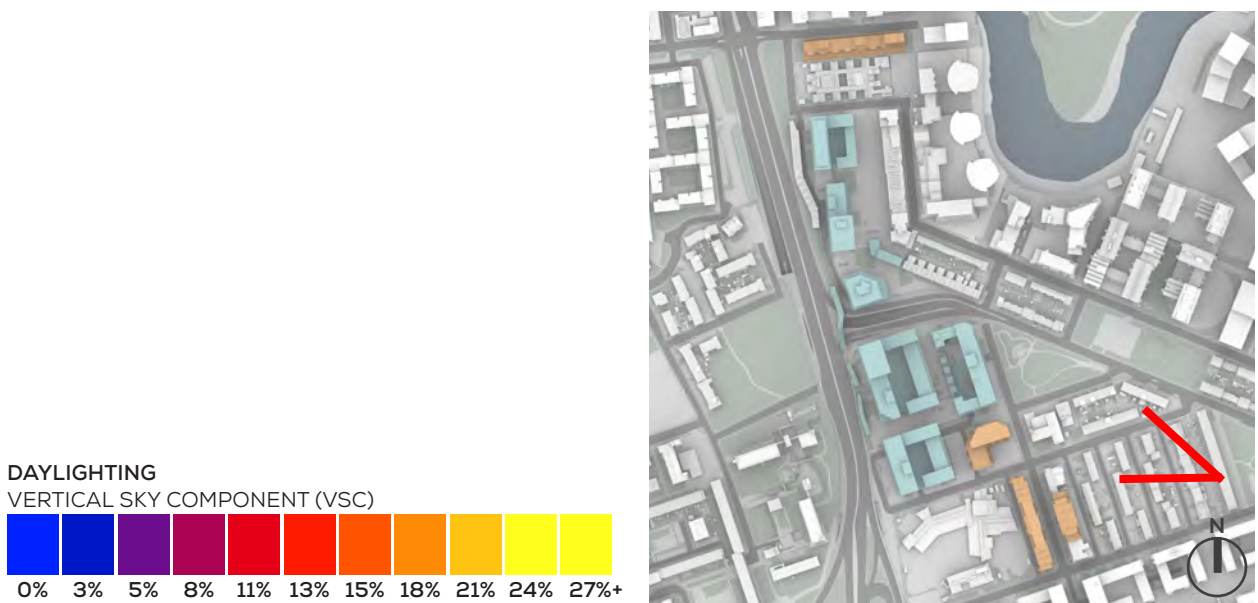 DAYLIGHTING
VERTICAL SKY COMPONENT (VSC)
0% 3% 5% 8% 11% 13% 15% 18% 21% 24% 27%+
N